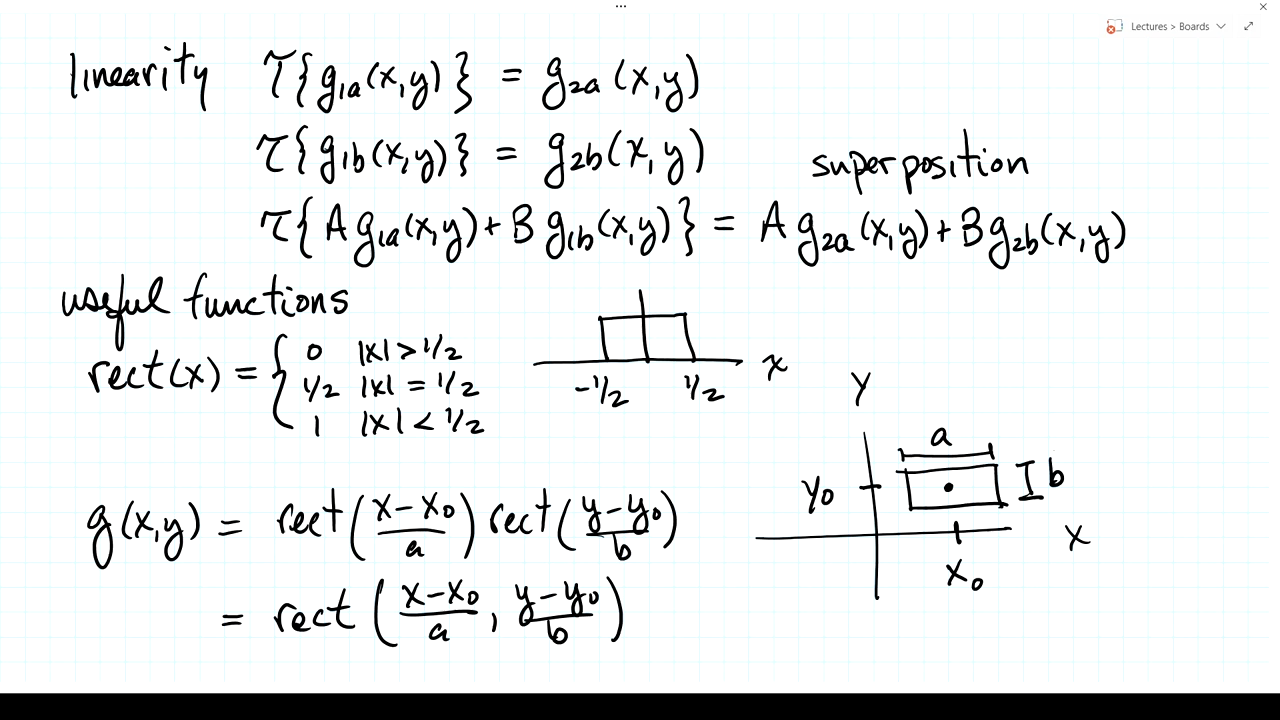 Lectures > Boards
linearity τ{g₁ₐ(x,y)} = g₂ₐ(x,y)
τ{g₁b(x,y)} = g₂b(x,y)
superposition
τ{A g₁ₐ(x,y) + B g₁b(x,y)} = A g₂ₐ(x,y) + B g₂b(x,y)
useful functions
rect(x) = { 0 |x| > 1/2
1/2 |x| = 1/2
1 |x| < 1/2
-1/2 1/2 x
y
a
y₀ b
x
x₀
g(x,y) = rect((x-x₀)/a) rect((y-y₀)/b)
= rect((x-x₀)/a, (y-y₀)/b)